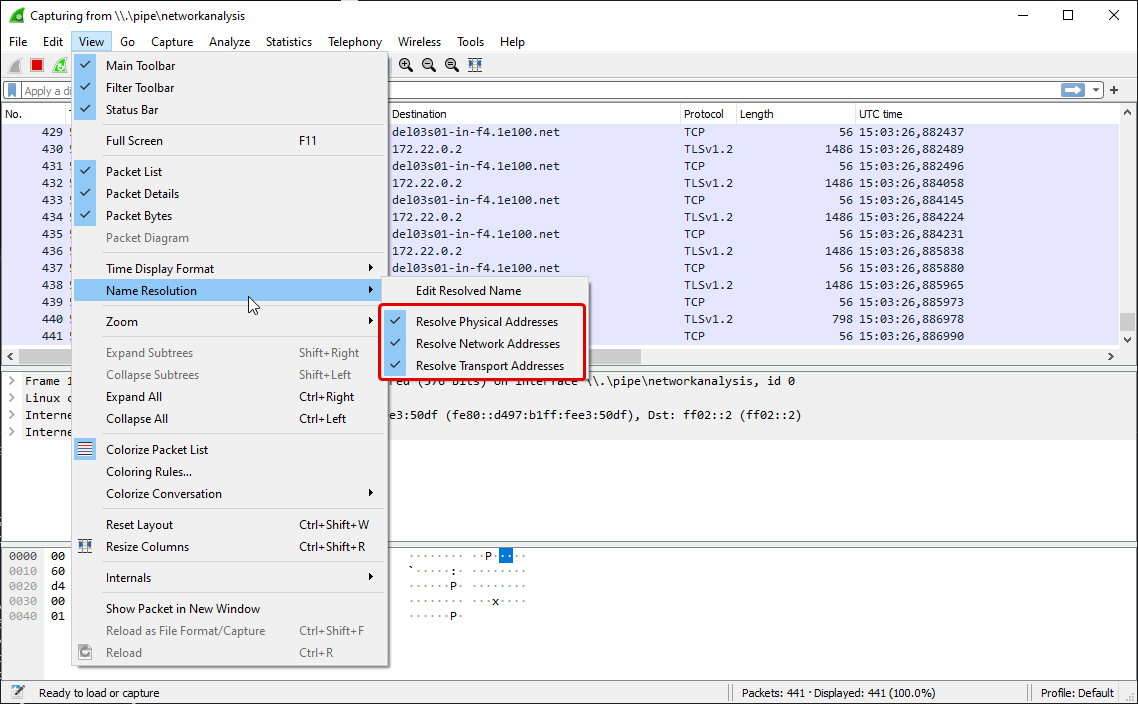 Capturing from \\.\pipe\networkanalysis
File Edit View Go Capture Analyze Statistics Telephony Wireless Tools Help
Main Toolbar
Filter Toolbar
Status Bar
Full Screen F11
Packet List
Packet Details
Packet Bytes
Packet Diagram
Time Display Format
Name Resolution
Zoom
Expand Subtrees Shift+Right
Collapse Subtrees Shift+Left
Expand All Ctrl+Right
Collapse All Ctrl+Left
Colorize Packet List
Coloring Rules...
Colorize Conversation
Reset Layout Ctrl+Shift+W
Resize Columns Ctrl+Shift+R
Internals
Show Packet in New Window
Reload as File Format/Capture Ctrl+Shift+F
Reload Ctrl+R
Edit Resolved Name
Resolve Physical Addresses
Resolve Network Addresses
Resolve Transport Addresses
Apply a
+
No. Destination Protocol Length UTC time
429 del03s01-in-f4.1e100.net TCP 56 15:03:26,882437
430 172.22.0.2 TLSv1.2 1486 15:03:26,882489
431 del03s01-in-f4.1e100.net TCP 56 15:03:26,882496
432 172.22.0.2 TLSv1.2 1486 15:03:26,884058
433 del03s01-in-f4.1e100.net TCP 56 15:03:26,884145
434 172.22.0.2 TLSv1.2 1486 15:03:26,884224
435 del03s01-in-f4.1e100.net TCP 56 15:03:26,884231
436 172.22.0.2 TLSv1.2 1486 15:03:26,885838
437 del03s01-in-f4.1e100.net TCP 56 15:03:26,885880
438 TLSv1.2 1486 15:03:26,885965
439 TCP 56 15:03:26,885973
440 TLSv1.2 798 15:03:26,886978
441 TCP 56 15:03:26,886990
Frame 1 on interface \\.\pipe\networkanalysis, id 0
Linux
Interne e3:50df (fe80::d497:b1ff:fee3:50df), Dst: ff02::2 (ff02::2)
Interne
0000 00 ········ ··P·····
0010 60 `·····:· ········
0020 d4 ······P· ········
0030 00 ········ ···x····
0040 01 ······P·
Ready to load or capture
Packets: 441 · Displayed: 441 (100.0%)
Profile: Default